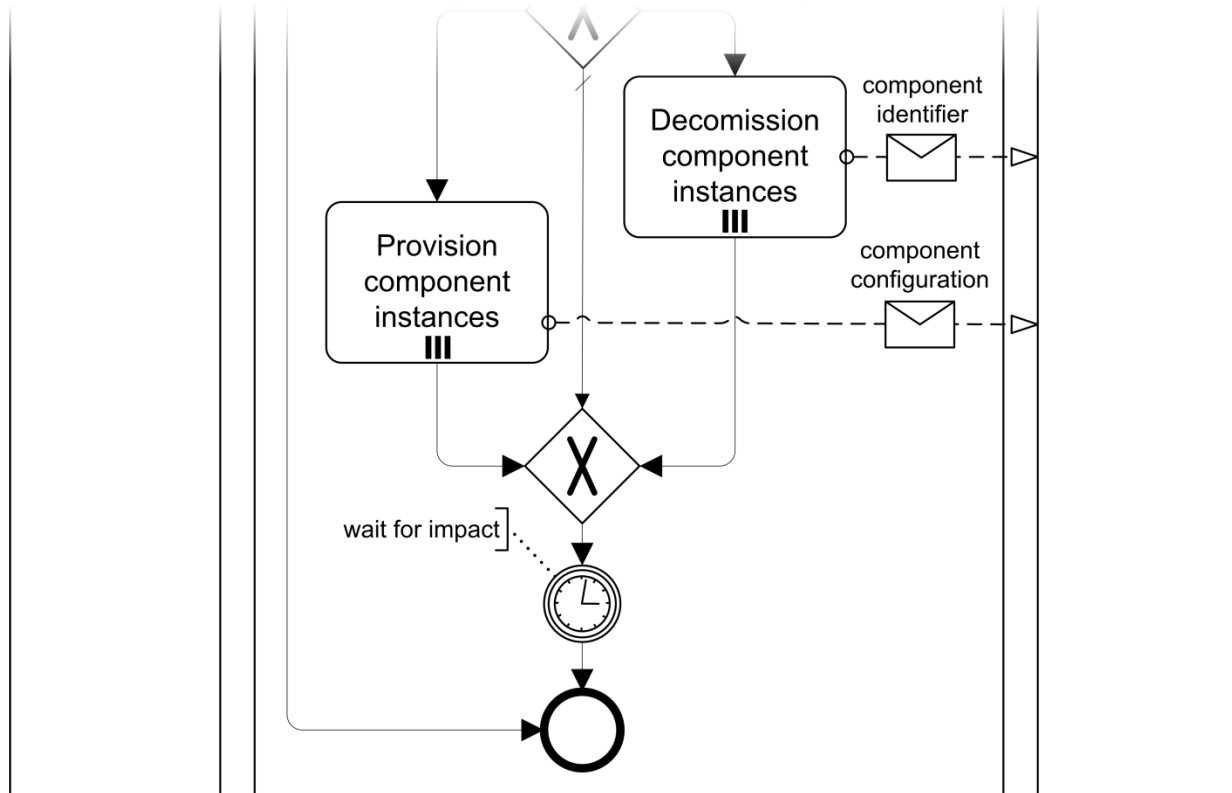 Decomission
component
instances
component
identifier
Provision
component
instances
component
configuration
wait for impact